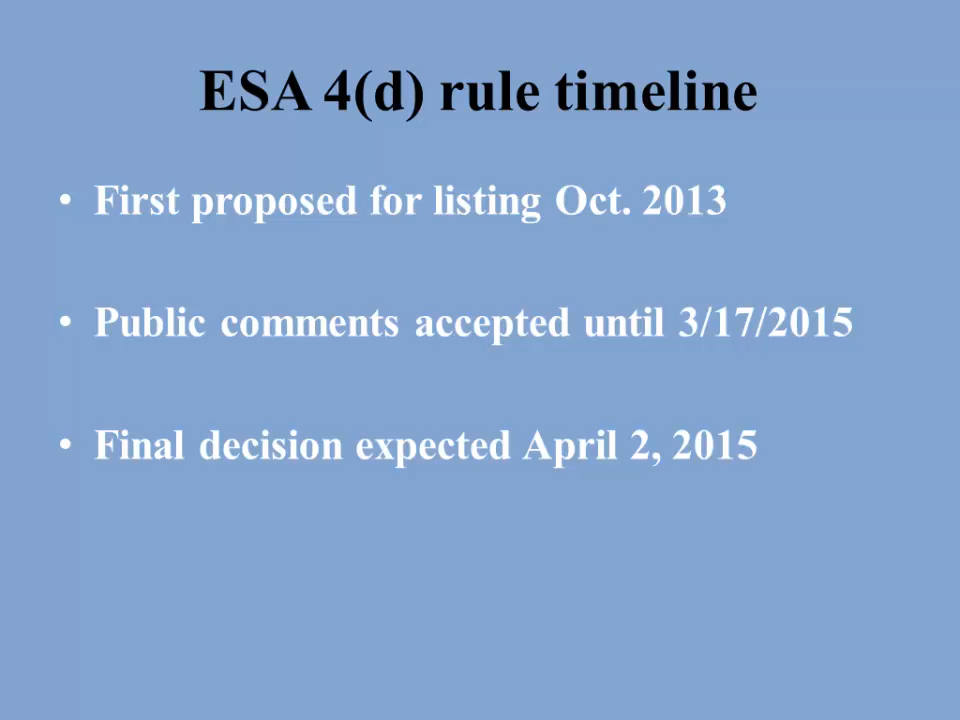 ESA 4(d) rule timeline
• First proposed for listing Oct. 2013
• Public comments accepted until 3/17/2015
• Final decision expected April 2, 2015